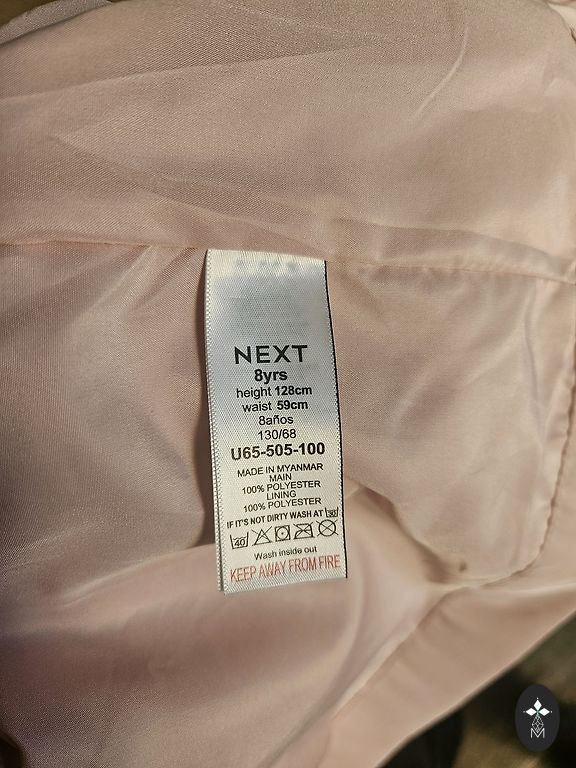 NEXT
8yrs
height 128cm
waist 59cm
8años
130/68
U65-505-100
MADE IN MYANMAR
MAIN
100% POLYESTER
LINING
100% POLYESTER
IF IT'S NOT DIRTY WASH AT 30
40
Wash inside out
KEEP AWAY FROM FIRE
M